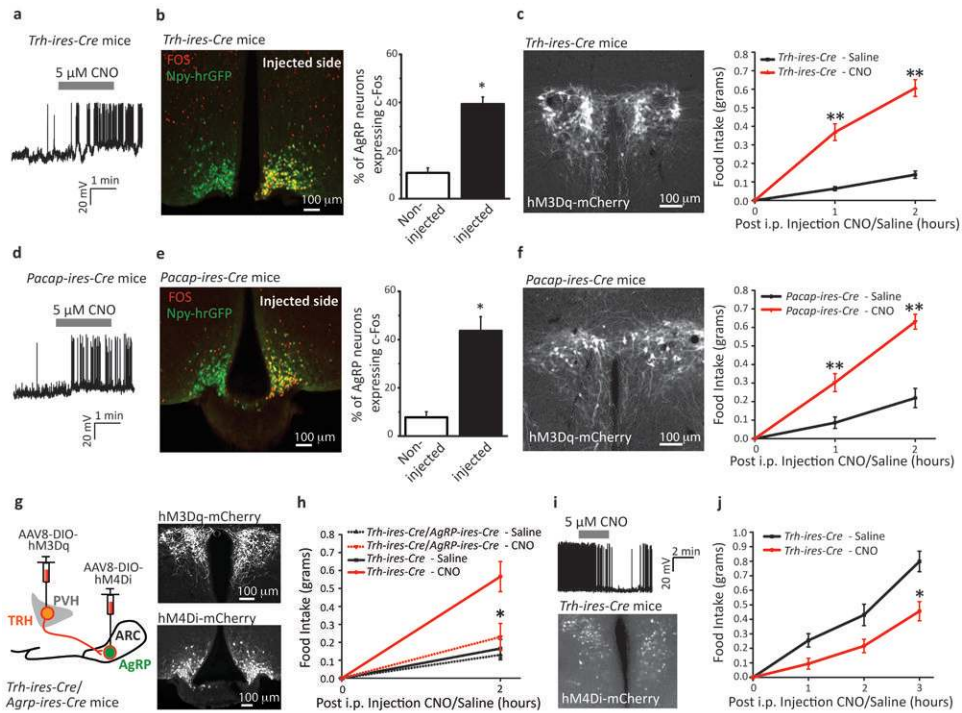 a
Trh-ires-Cre mice
5 μM CNO
20 mV
1 min
b
Trh-ires-Cre mice
FOS
Npy-hrGFP
Injected side
100 μm
% of AgRP neurons
expressing c-Fos
60
40
20
0
*
Non-
injected
injected
c
Trh-ires-Cre mice
hM3Dq-mCherry
100 μm
Food Intake (grams)
0.8
0.7
0.6
0.5
0.4
0.3
0.2
0.1
0.0
Trh-ires-Cre - Saline
Trh-ires-Cre - CNO
**
**
0
1
2
Post i.p. Injection CNO/Saline (hours)
d
Pacap-ires-Cre mice
5 μM CNO
20 mV
1 min
e
Pacap-ires-Cre mice
FOS
Npy-hrGFP
Injected side
100 μm
% of AgRP neurons
expressing c-Fos
60
40
20
0
*
Non-
injected
injected
f
Pacap-ires-Cre mice
hM3Dq-mCherry
100 μm
Food Intake (grams)
0.8
0.7
0.6
0.5
0.4
0.3
0.2
0.1
0.0
Pacap-ires-Cre - Saline
Pacap-ires-Cre - CNO
**
**
0
1
2
Post i.p. Injection CNO/Saline (hours)
g
AAV8-DIO-
hM3Dq
AAV8-DIO-
hM4Di
PVH
TRH
ARC
AgRP
Trh-ires-Cre/
Agrp-ires-Cre mice
hM3Dq-mCherry
100 μm
hM4Di-mCherry
100 μm
h
Food Intake (grams)
0.8
0.7
0.6
0.5
0.4
0.3
0.2
0.1
0.0
Trh-ires-Cre/AgRP-ires-Cre - Saline
Trh-ires-Cre/AgRP-ires-Cre - CNO
Trh-ires-Cre - Saline
Trh-ires-Cre - CNO
*
0
2
Post i.p. Injection CNO/Saline (hours)
i
5 μM CNO
20 mV
2 min
Trh-ires-Cre mice
hM4Di-mCherry
j
Food Intake (grams)
1.0
0.9
0.8
0.7
0.6
0.5
0.4
0.3
0.2
0.1
0.0
Trh-ires-Cre - Saline
Trh-ires-Cre - CNO
*
0
1
2
3
Post i.p. Injection CNO/Saline (hours)